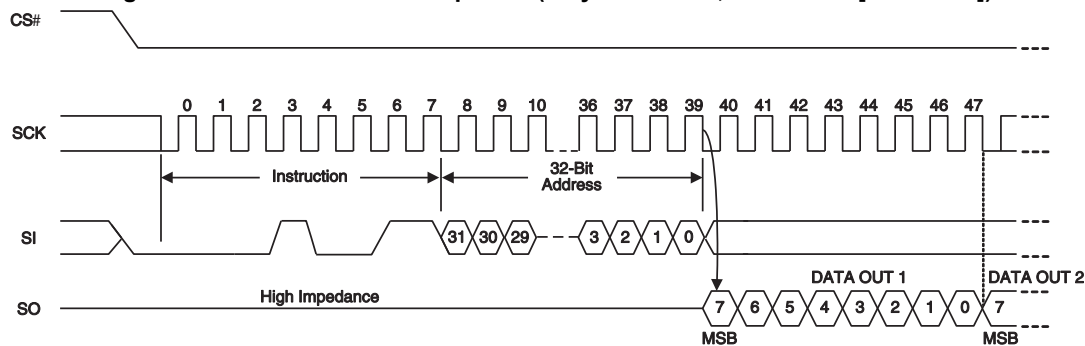 CS#
0 1 2 3 4 5 6 7 8 9 10 36 37 38 39 40 41 42 43 44 45 46 47
SCK
Instruction
32-Bit
Address
SI
31 30 29 3 2 1 0
DATA OUT 1 DATA OUT 2
High Impedance
SO
7 6 5 4 3 2 1 0 7
MSB MSB